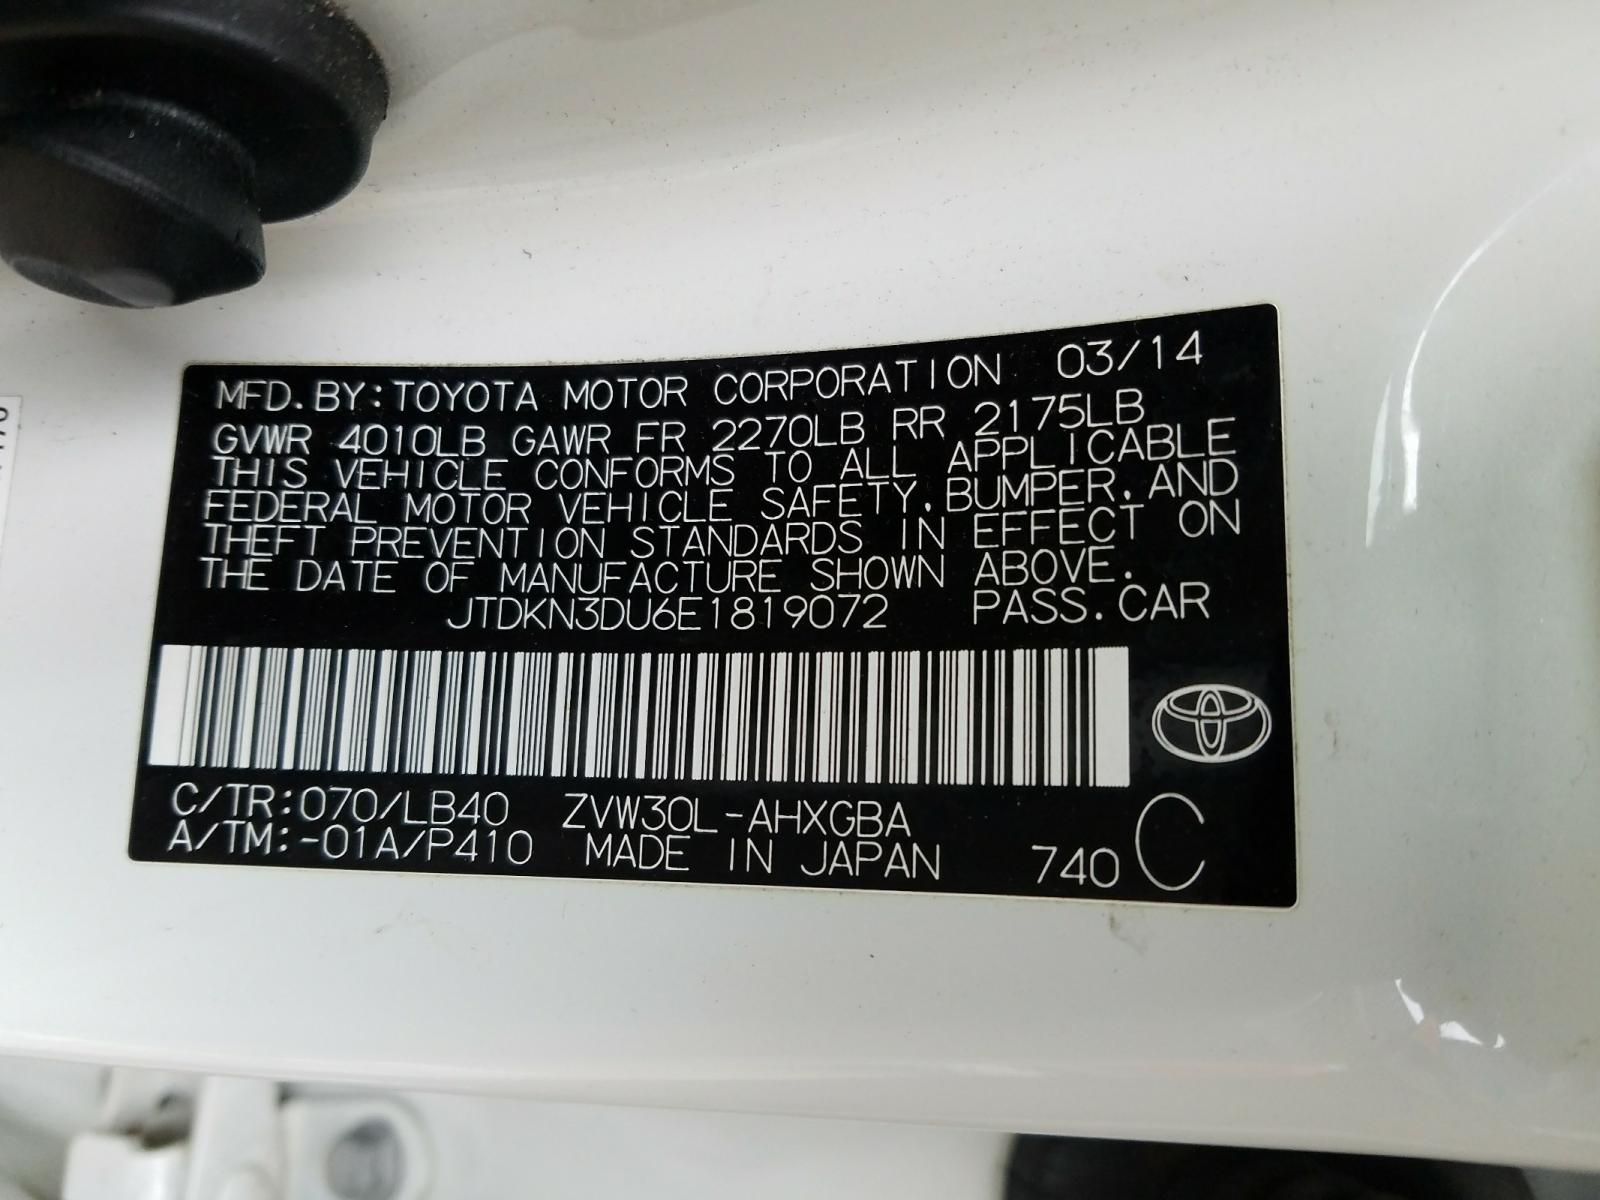 MFD.BY:TOYOTA MOTOR CORPORATION 03/14
GVWR 4010LB GAWR FR 2270LB RR 2175LB
THIS VEHICLE CONFORMS TO ALL APPLICABLE
FEDERAL MOTOR VEHICLE SAFETY,BUMPER,AND
THEFT PREVENTION STANDARDS IN EFFECT ON
THE DATE OF MANUFACTURE SHOWN ABOVE.
JTDKN3DU6E1819072 PASS.CAR
C/TR:070/LB40 ZVW30L-AHXGBA
A/TM:-01A/P410 MADE IN JAPAN 740 C